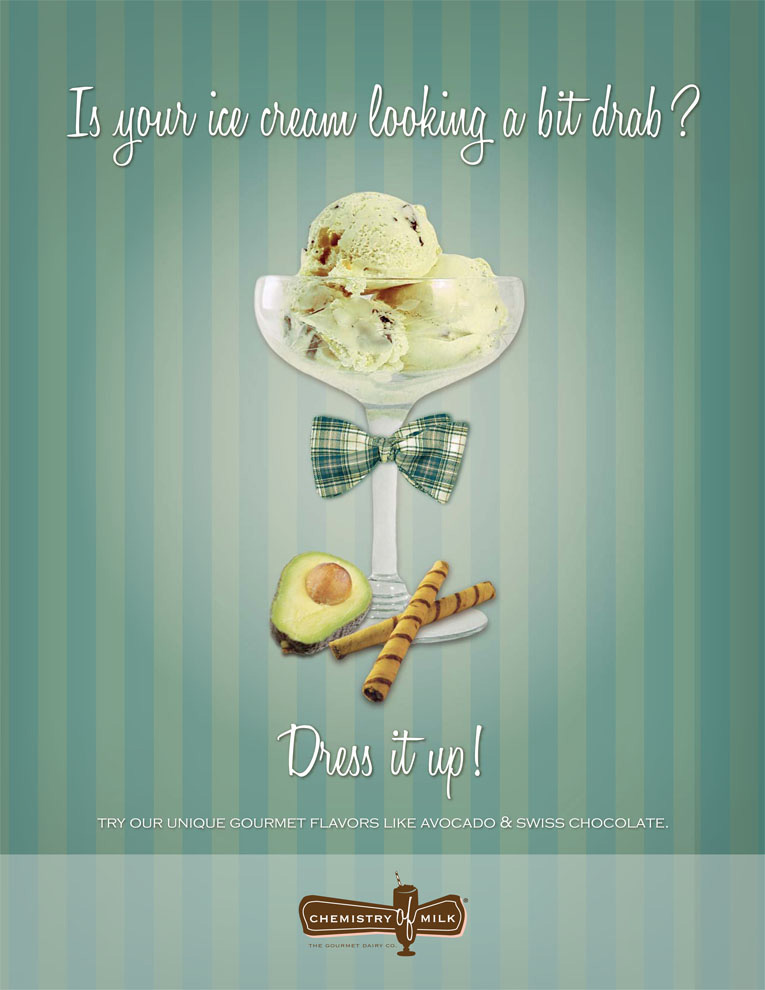 Is your ice cream looking a bit drab?
Dress it up!
TRY OUR UNIQUE GOURMET FLAVORS LIKE AVOCADO & SWISS CHOCOLATE.
CHEMISTRY of MILK®
THE GOURMET DAIRY CO.